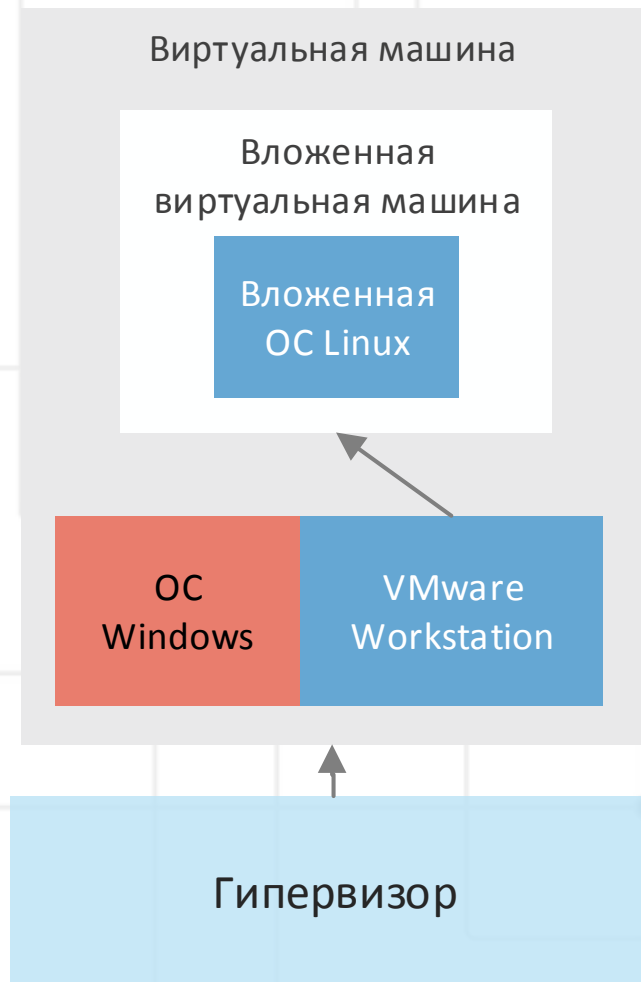 Виртуальная машина
Вложенная
виртуальная машина
Вложенная
ОС Linux
ОС
Windows
VMware
Workstation
Гипервизор